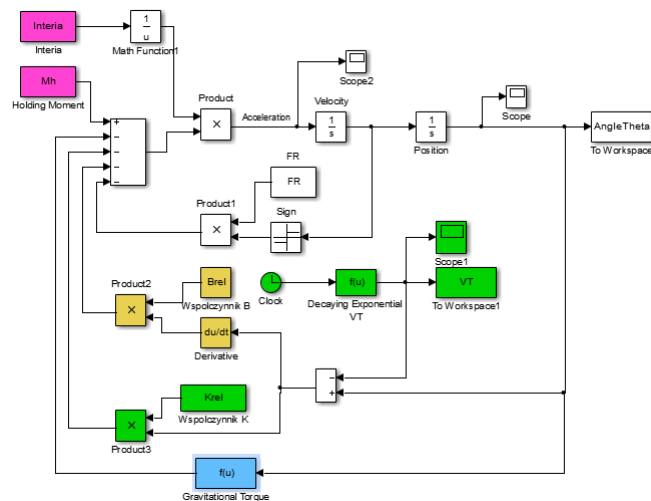 Interia
Interia
1
u
Math Function1
Mh
Holding Moment
Scope2
Product
×
Acceleration
Velocity
1
s
1
s
Position
Scope
AngleTheta
To Workspace
+
−
−
−
−
FR
FR
Product1
×
Sign
Scope1
Product2
×
Brel
Wspolczynnik B
du/dt
Derivative
Clock
f(u)
Decaying Exponential
VT
VT
To Workspace1
−
+
Krel
Wspolczynnik K
×
Product3
f(u)
Gravitational Torque